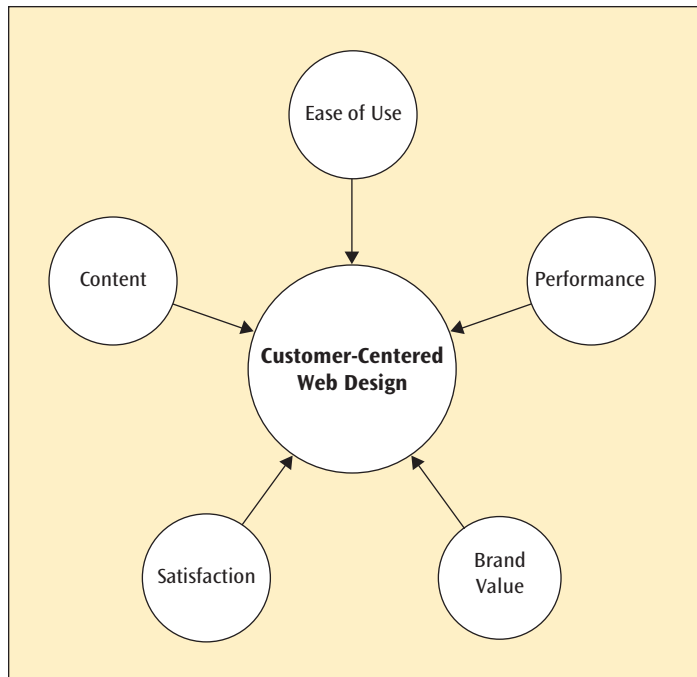 Ease of Use
Content
Performance
Customer-Centered
Web Design
Satisfaction
Brand
Value